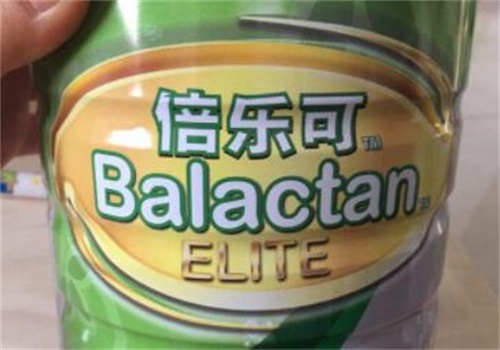 倍乐可™
Balactan
ELITE